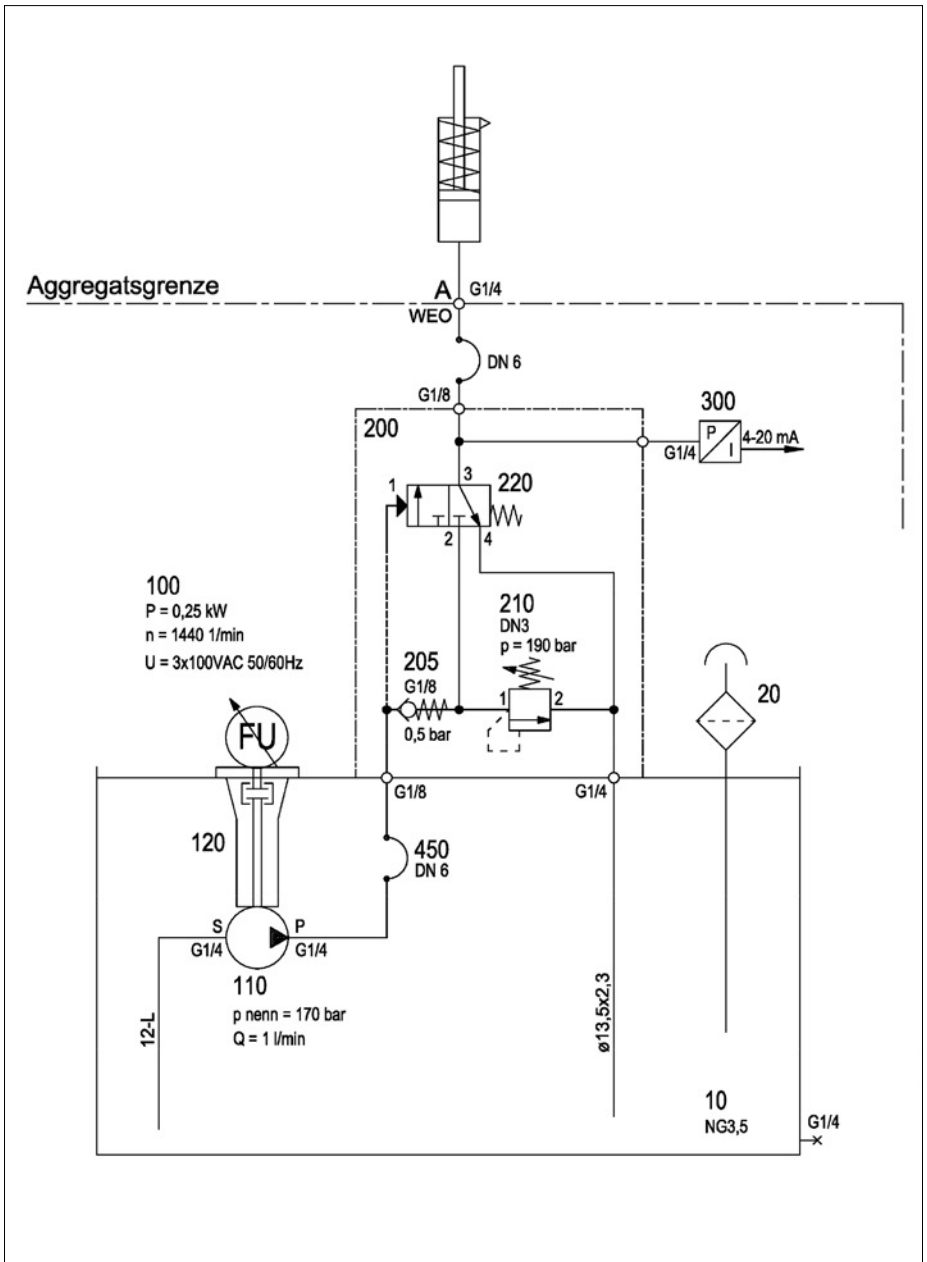 Aggregatsgrenze
A
G1/4
WEO
DN 6
G1/8
200
300
P
I
4-20 mA
G1/4
3
1
220
2
4
100
P = 0,25 kW
n = 1440 1/min
U = 3x100VAC 50/60Hz
210
DN3
p = 190 bar
205
G1/8
0,5 bar
1
2
20
FU
G1/8
G1/4
120
450
DN 6
S
P
G1/4
G1/4
110
p nenn = 170 bar
Q = 1 l/min
12-L
ø13,5x2,3
10
NG3,5
G1/4